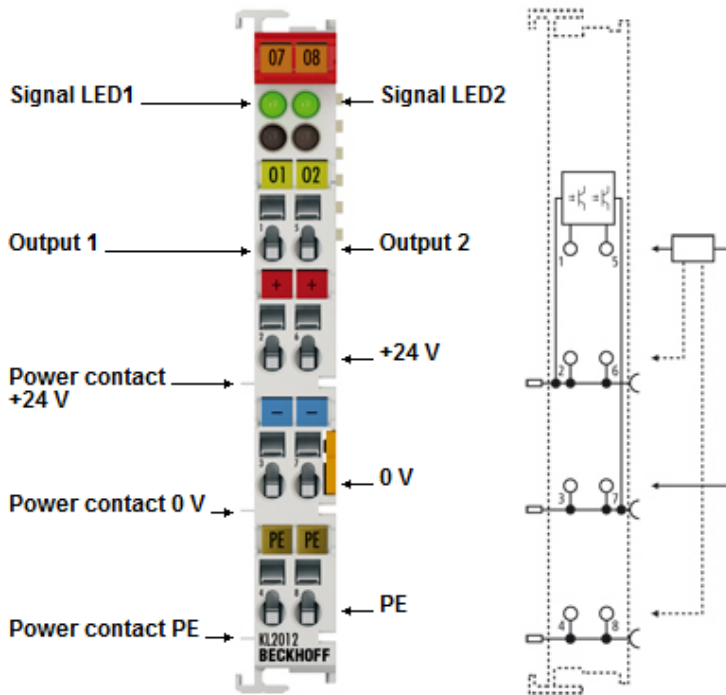 07 08
Signal LED1
Signal LED2
01 02
Output 1
1 5
Output 2
1 5
+ +
2 6
+24 V
2 6
Power contact
+24 V
− −
3 7
0 V
3 7
Power contact 0 V
PE PE
4 8
PE
4 8
Power contact PE
KL2012
BECKHOFF